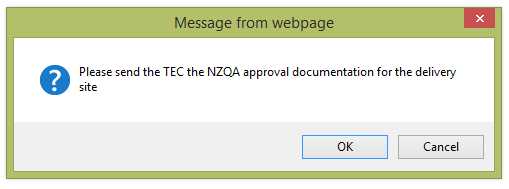 Message from webpage
Please send the TEC the NZQA approval documentation for the delivery
site
OK
Cancel